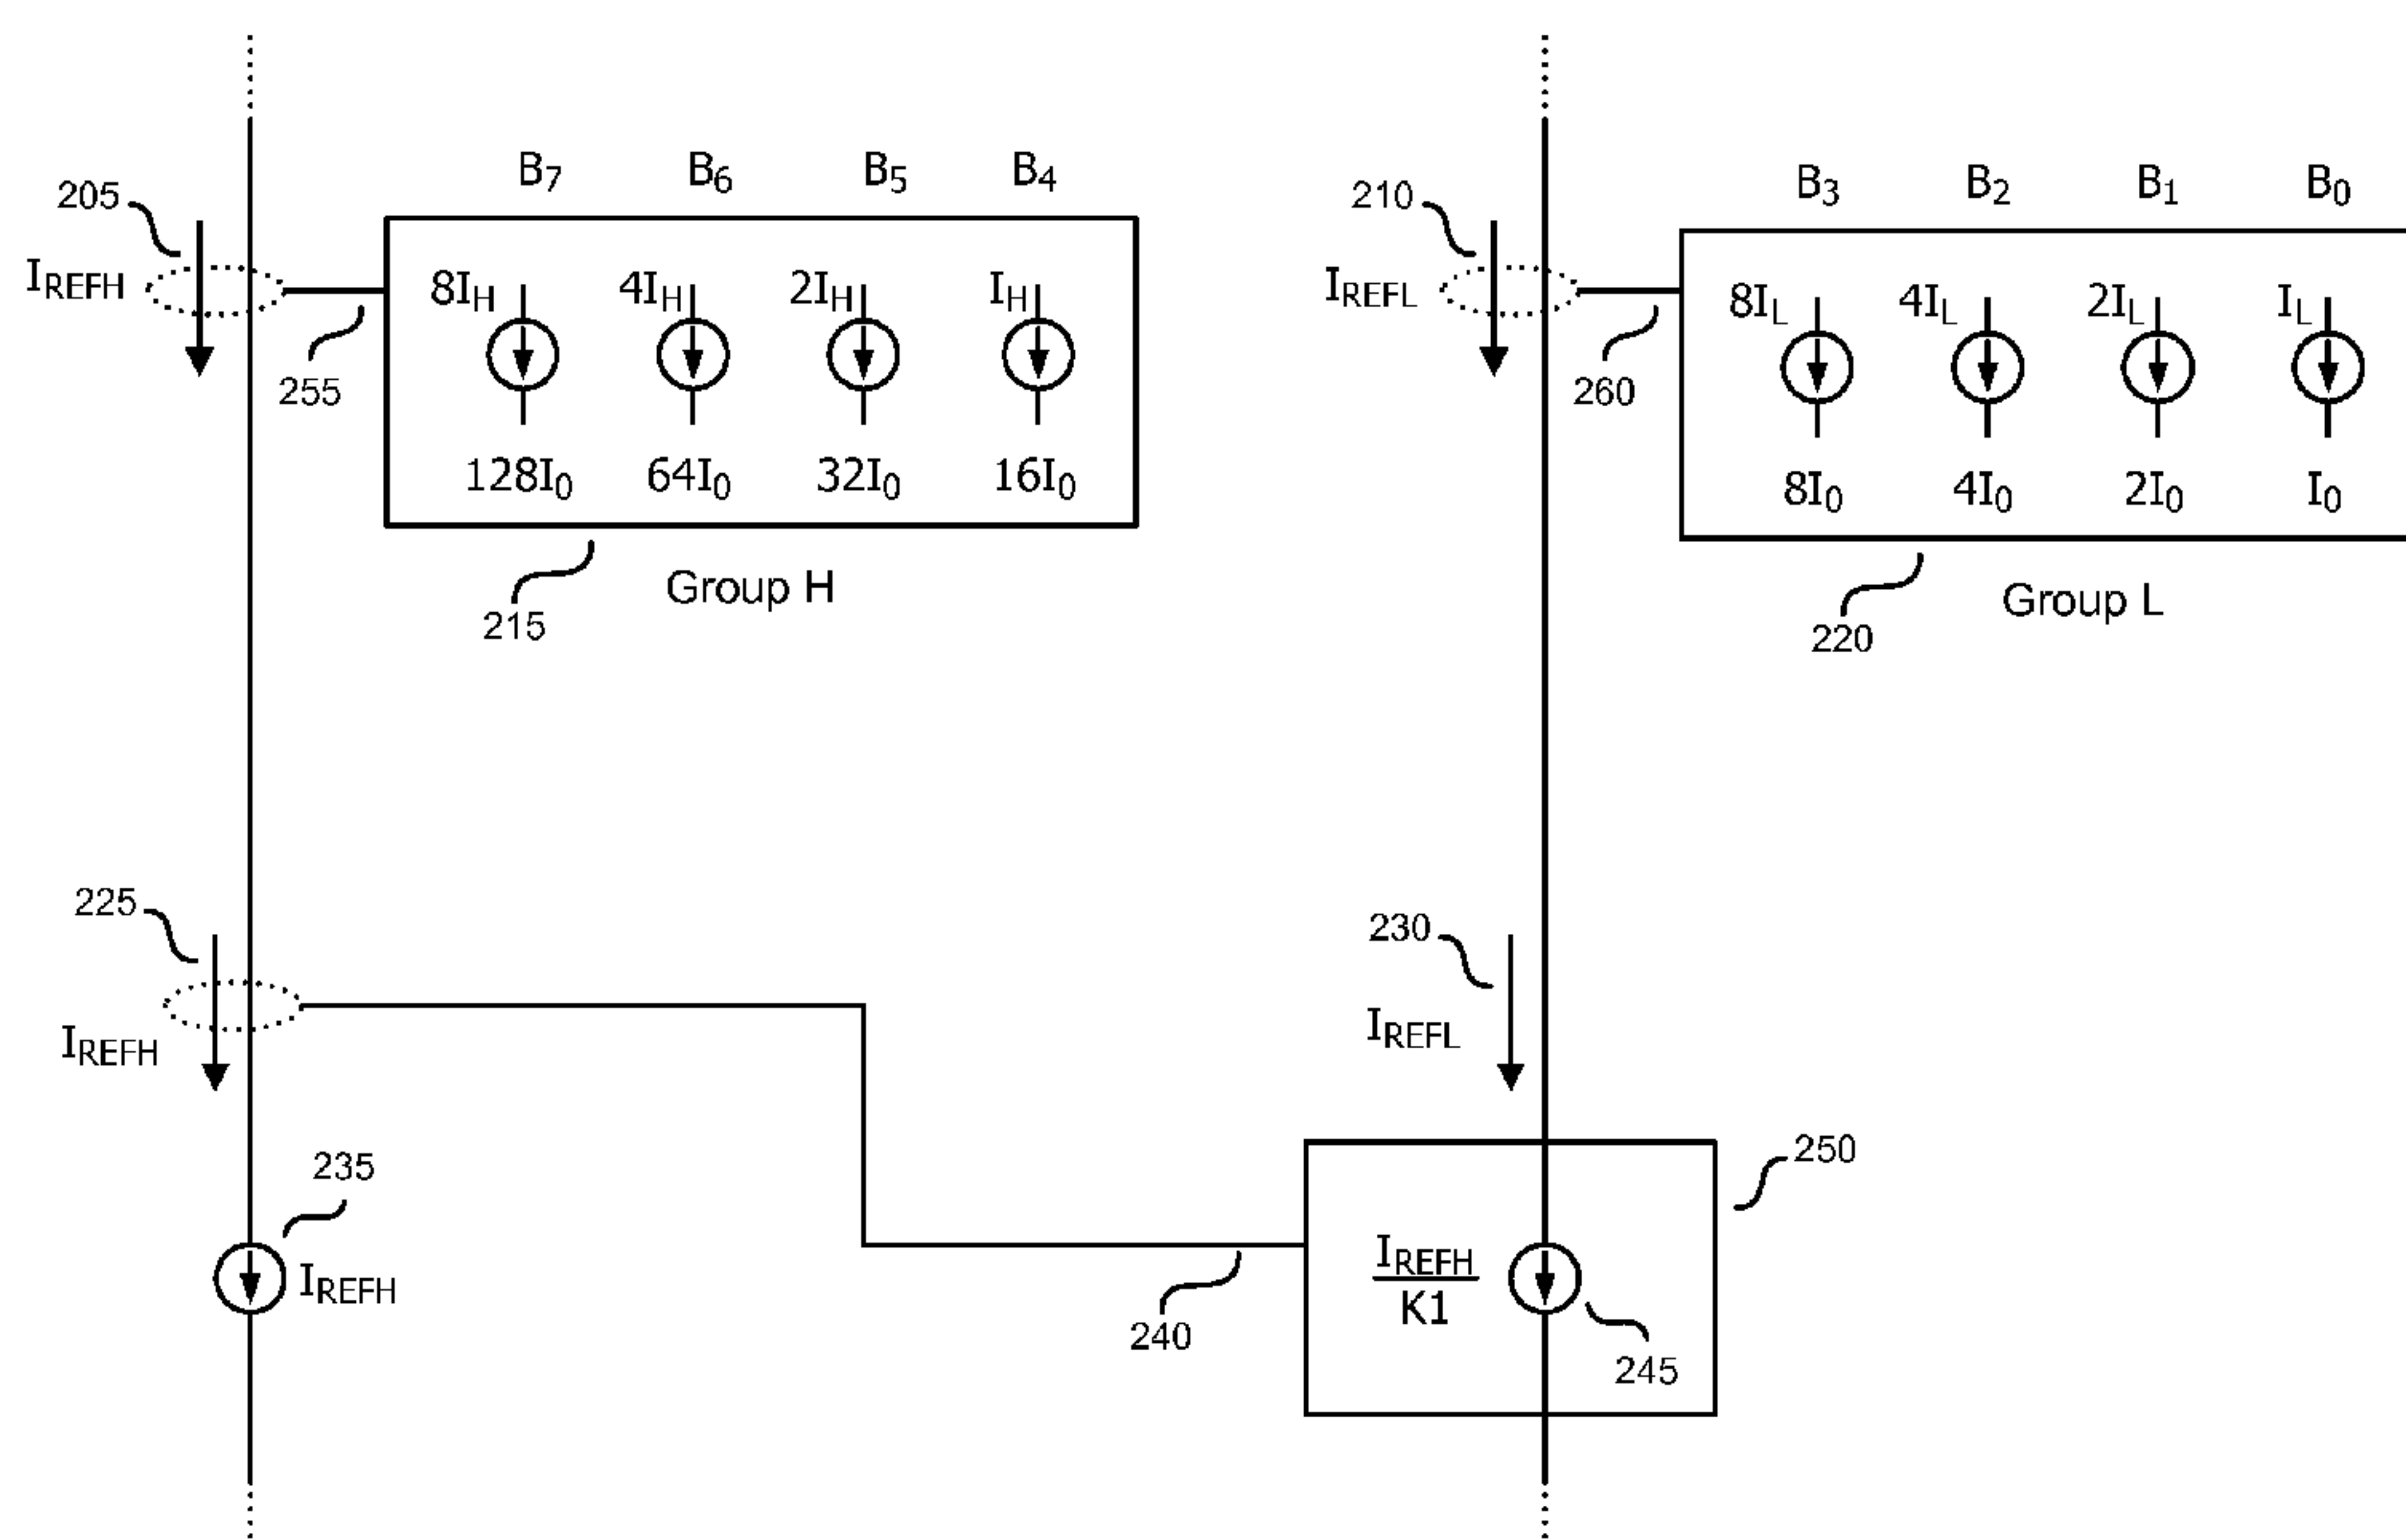 B7 B6 B5 B4
B3 B2 B1 B0
205
210
IREFH
8IH 4IH 2IH IH
IREFL
8IL 4IL 2IL IL
255
260
128I0 64I0 32I0 16I0
8I0 4I0 2I0 I0
Group H
215
Group L
220
225
230
IREFH
IREFL
235
250
IREFH
IREFH
K1
240
245